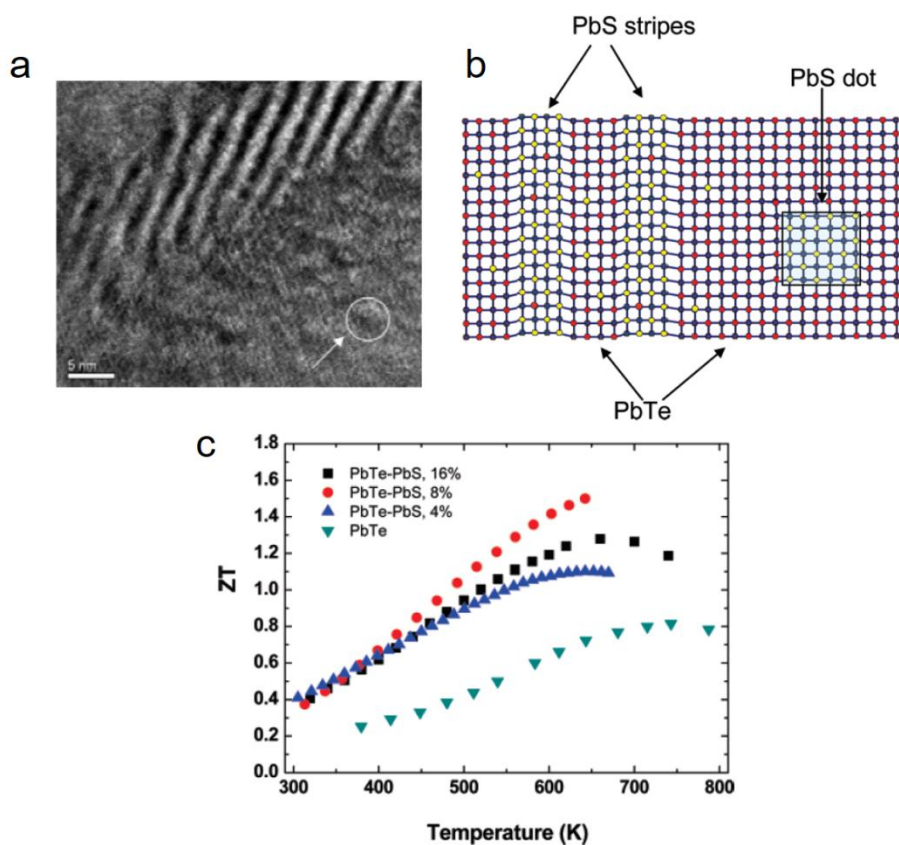 a
5 nm
b
PbS stripes
PbS dot
PbTe
c
1.8
1.6
1.4
1.2
1.0
0.8
0.6
0.4
0.2
0.0
ZT
PbTe-PbS, 16%
PbTe-PbS, 8%
PbTe-PbS, 4%
PbTe
300 400 500 600 700 800
Temperature (K)